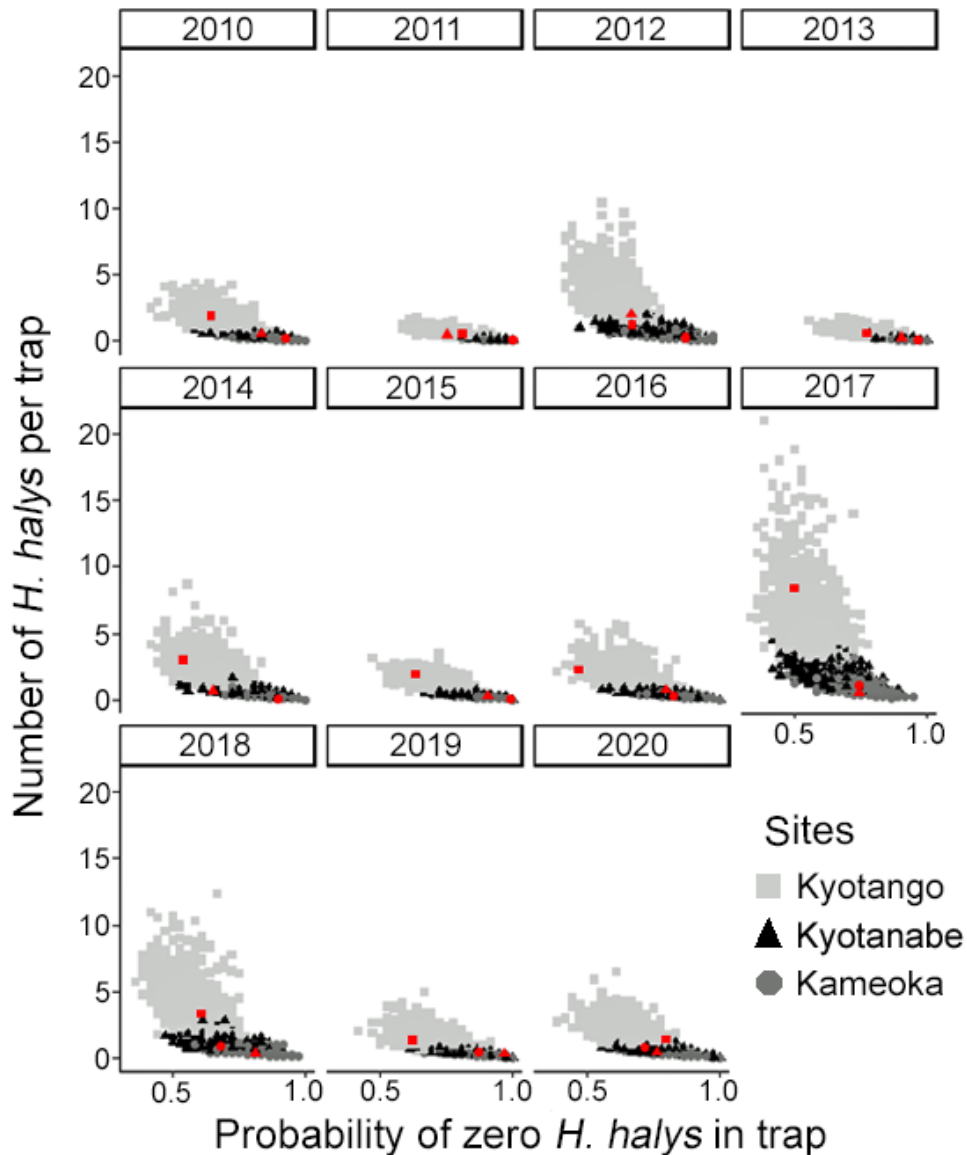 2010 2011 2012 2013
20
15
10
5
0
2014 2015 2016 2017
20
15
10
5
0
0.5 1.0
2018 2019 2020
20
15
10
5
0
0.5 1.0 0.5 1.0 0.5 1.0
Number of H. halys per trap
Probability of zero H. halys in trap
Sites
Kyotango
Kyotanabe
Kameoka